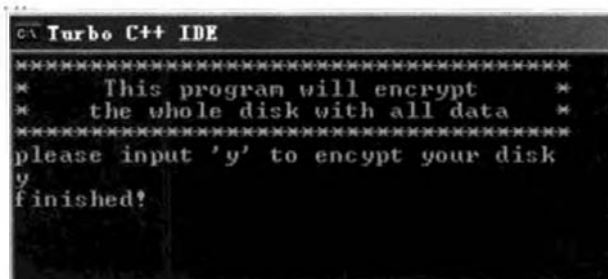 Turbo C++ IDE
******************************************
* This program will encrypt *
* the whole disk with all data *
******************************************
please input 'y' to encypt your disk
y
finished!